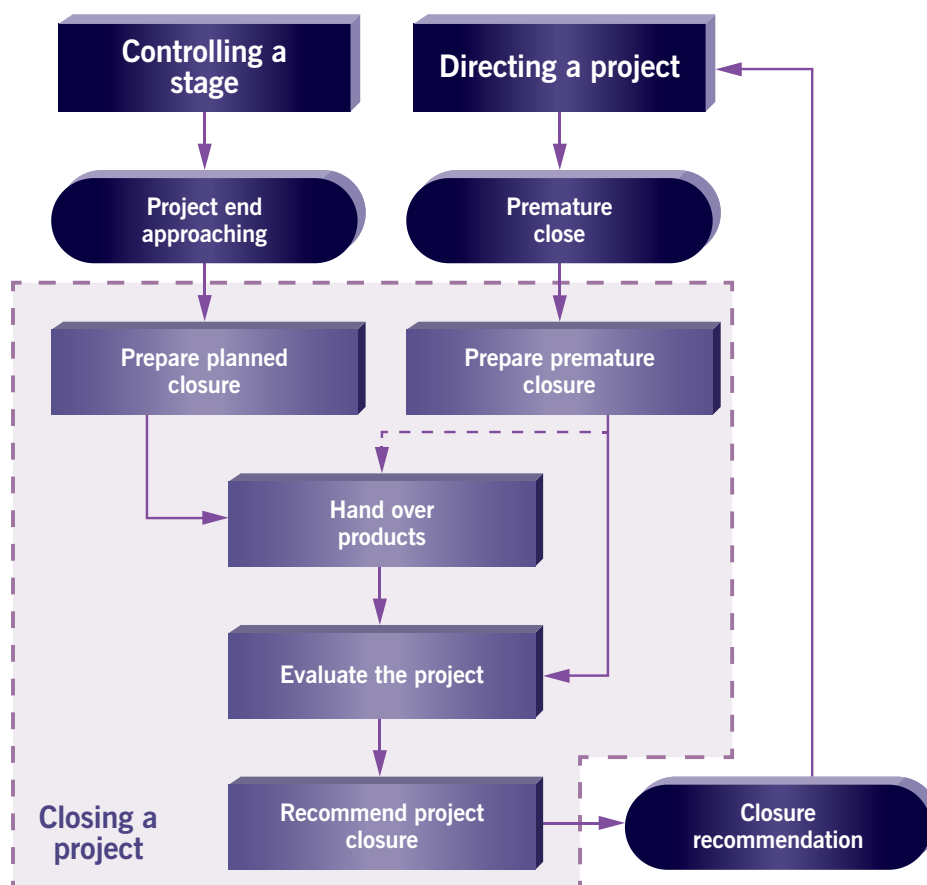 Controlling a
stage
Directing a project
Project end
approaching
Premature
close
Prepare planned
closure
Prepare premature
closure
Hand over
products
Evaluate the project
Recommend project
closure
Closing a
project
Closure
recommendation